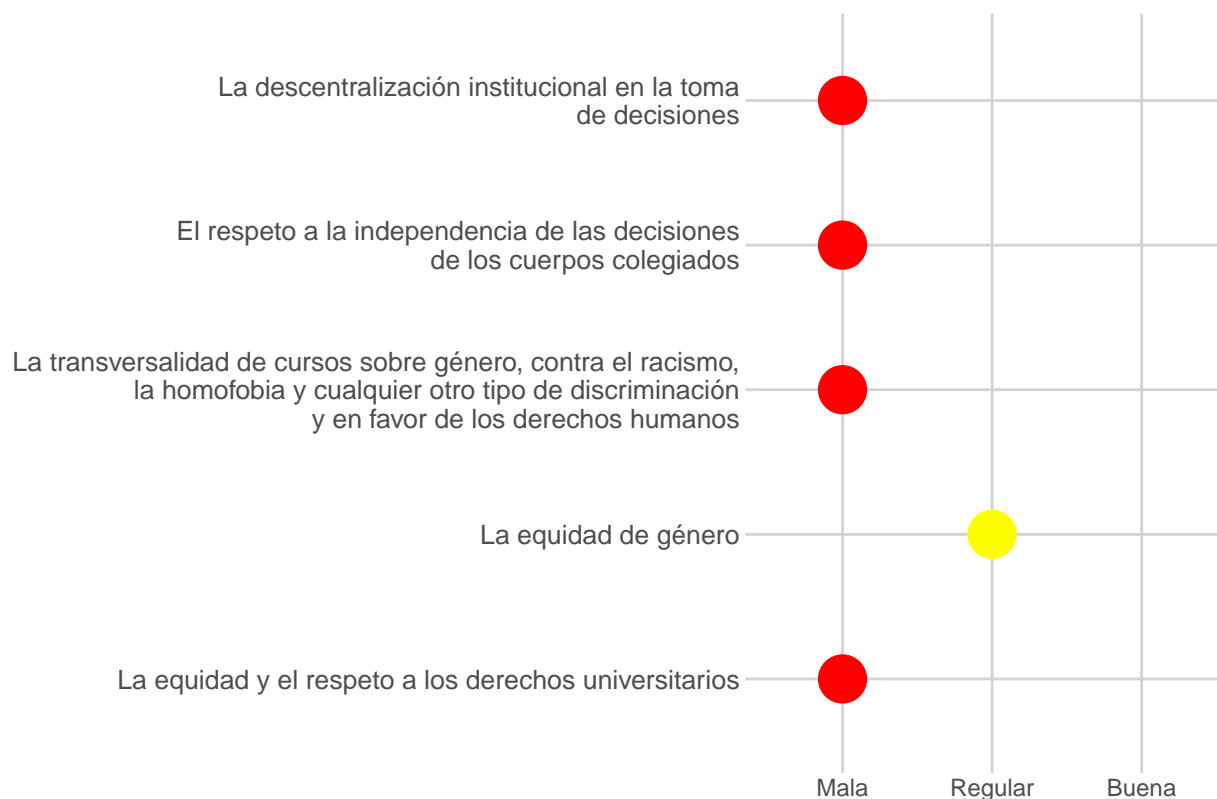 La descentralización institucional en la toma
de decisiones
El respeto a la independencia de las decisiones
de los cuerpos colegiados
La transversalidad de cursos sobre género, contra el racismo,
la homofobia y cualquier otro tipo de discriminación
y en favor de los derechos humanos
La equidad de género
La equidad y el respeto a los derechos universitarios
Mala Regular Buena